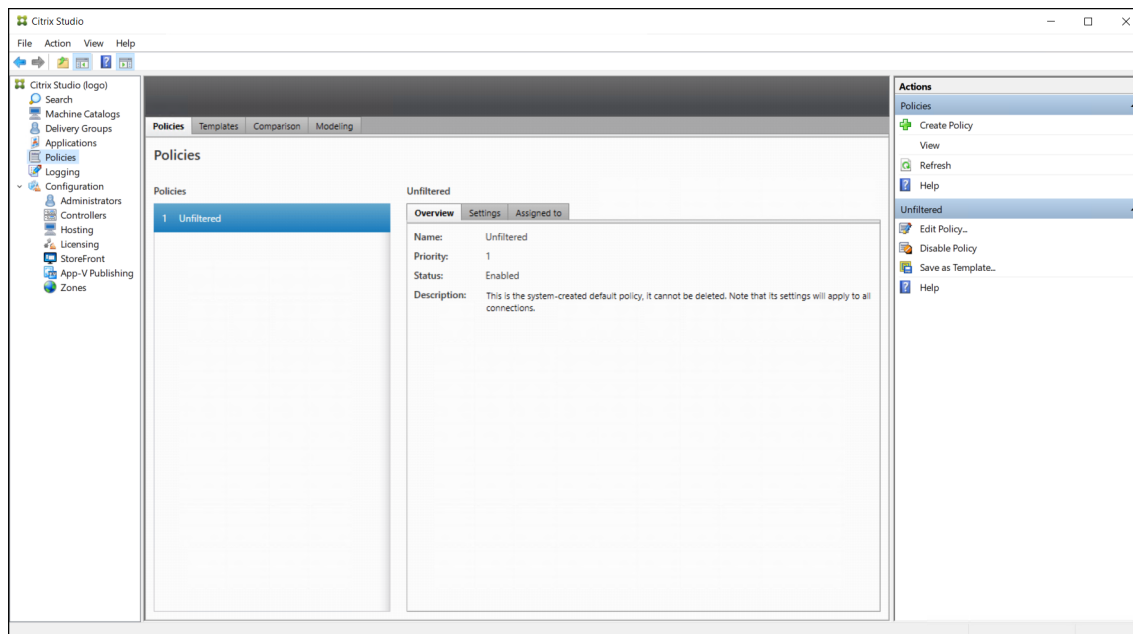 Citrix Studio
File Action View Help
Citrix Studio (logo)
Search
Machine Catalogs
Delivery Groups
Applications
Policies
Logging
Configuration
Administrators
Controllers
Hosting
Licensing
StoreFront
App-V Publishing
Zones
Policies Templates Comparison Modeling
Policies
Policies
1 Unfiltered
Unfiltered
Overview Settings Assigned to
Name: Unfiltered
Priority: 1
Status: Enabled
Description: This is the system-created default policy, it cannot be deleted. Note that its settings will apply to all
connections.
Actions
Policies
Create Policy
View
Refresh
Help
Unfiltered
Edit Policy...
Disable Policy
Save as Template...
Help